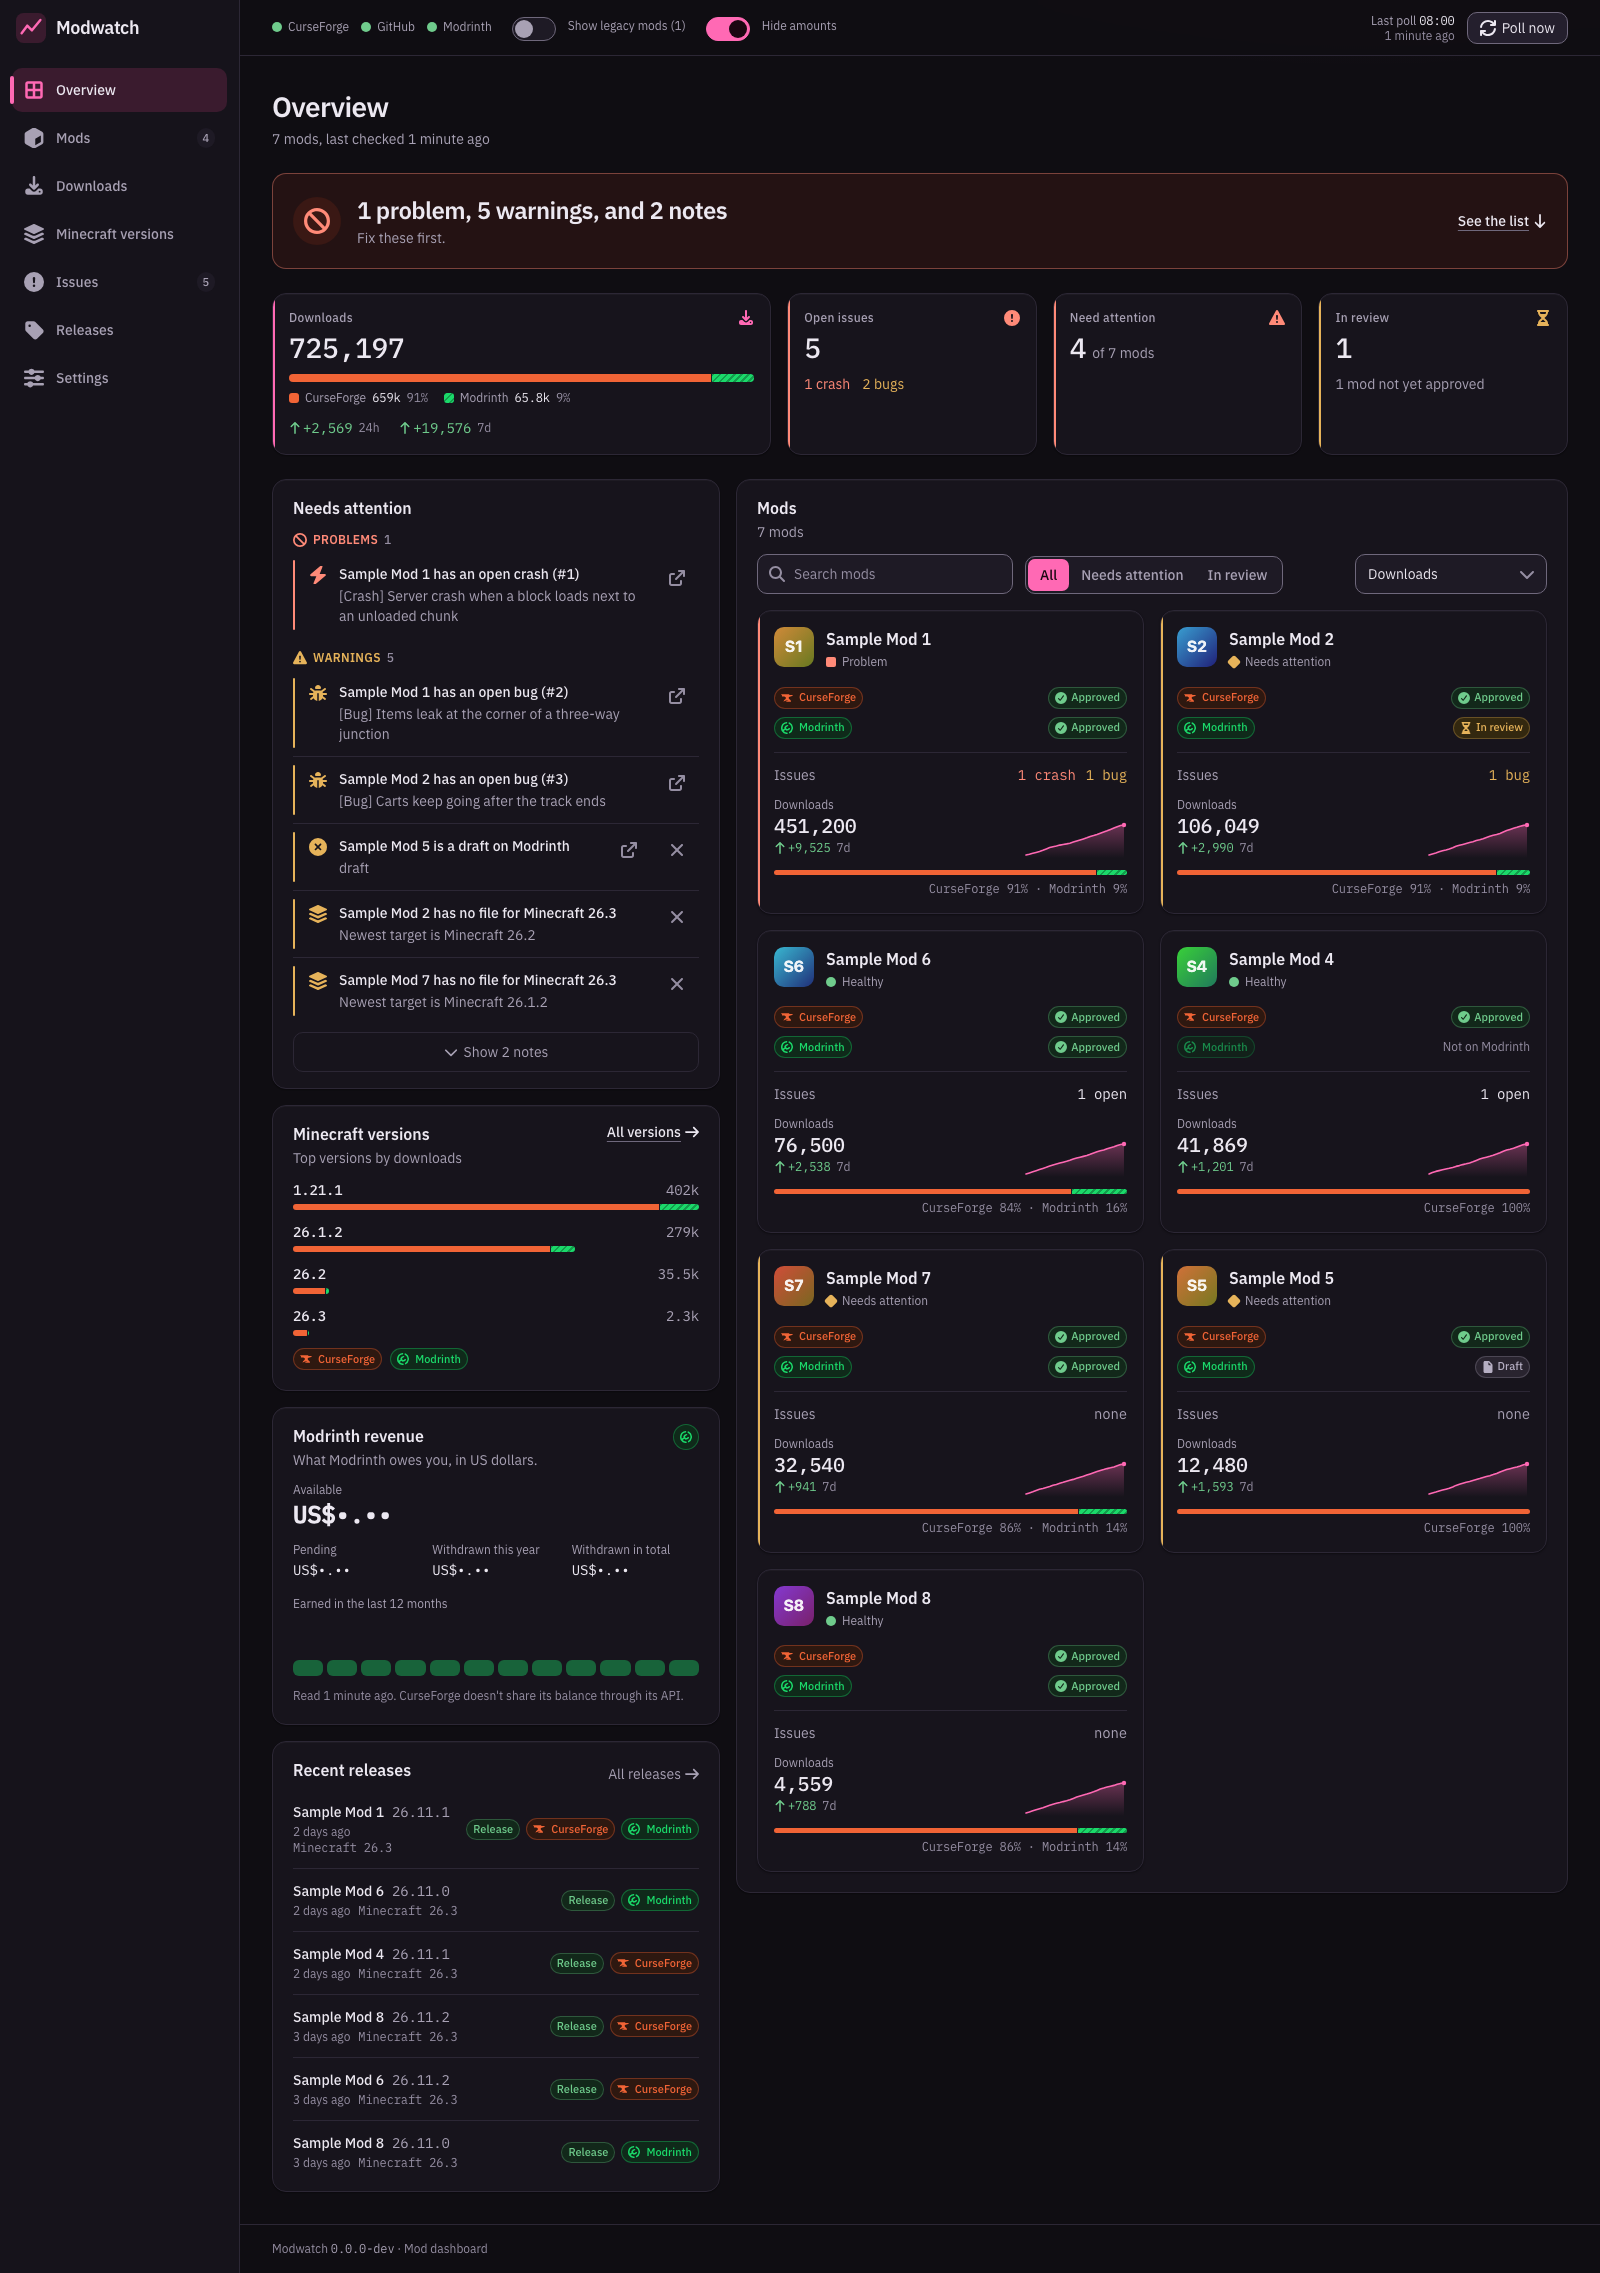 Modwatch
Overview
Mods 4
Downloads
Minecraft versions
Issues 5
Releases
Settings
CurseForge GitHub Modrinth Show legacy mods (1) Hide amounts
Last poll 08:00
1 minute ago
Poll now
Overview
7 mods, last checked 1 minute ago
1 problem, 5 warnings, and 2 notes
Fix these first.
See the list
Downloads
725,197
CurseForge 659k 91% Modrinth 65.8k 9%
+2,569 24h +19,576 7d
Open issues
5
1 crash 2 bugs
Need attention
4 of 7 mods
In review
1
1 mod not yet approved
Needs attention
PROBLEMS 1
Sample Mod 1 has an open crash (#1)
[Crash] Server crash when a block loads next to
an unloaded chunk
WARNINGS 5
Sample Mod 1 has an open bug (#2)
[Bug] Items leak at the corner of a three-way
junction
Sample Mod 2 has an open bug (#3)
[Bug] Carts keep going after the track ends
Sample Mod 5 is a draft on Modrinth
draft
Sample Mod 2 has no file for Minecraft 26.3
Newest target is Minecraft 26.2
Sample Mod 7 has no file for Minecraft 26.3
Newest target is Minecraft 26.1.2
Show 2 notes
Minecraft versions
All versions
Top versions by downloads
1.21.1 402k
26.1.2 279k
26.2 35.5k
26.3 2.3k
CurseForge Modrinth
Modrinth revenue
What Modrinth owes you, in US dollars.
Available
US$•.••
Pending Withdrawn this year Withdrawn in total
US$•.•• US$•.•• US$•.••
Earned in the last 12 months
Read 1 minute ago. CurseForge doesn't share its balance through its API.
Recent releases
All releases
Sample Mod 1 26.11.1
2 days ago
Minecraft 26.3
Release CurseForge Modrinth
Sample Mod 6 26.11.0
2 days ago Minecraft 26.3
Release Modrinth
Sample Mod 4 26.11.1
2 days ago Minecraft 26.3
Release CurseForge
Sample Mod 8 26.11.2
3 days ago Minecraft 26.3
Release CurseForge
Sample Mod 6 26.11.2
3 days ago Minecraft 26.3
Release CurseForge
Sample Mod 8 26.11.0
3 days ago Minecraft 26.3
Release Modrinth
Mods
7 mods
Search mods
All Needs attention In review
Downloads
S1
Sample Mod 1
Problem
CurseForge Approved
Modrinth Approved
Issues 1 crash 1 bug
Downloads
451,200
+9,525 7d
CurseForge 91% · Modrinth 9%
S2
Sample Mod 2
Needs attention
CurseForge Approved
Modrinth In review
Issues 1 bug
Downloads
106,049
+2,990 7d
CurseForge 91% · Modrinth 9%
S6
Sample Mod 6
Healthy
CurseForge Approved
Modrinth Approved
Issues 1 open
Downloads
76,500
+2,538 7d
CurseForge 84% · Modrinth 16%
S4
Sample Mod 4
Healthy
CurseForge Approved
Modrinth Not on Modrinth
Issues 1 open
Downloads
41,869
+1,201 7d
CurseForge 100%
S7
Sample Mod 7
Needs attention
CurseForge Approved
Modrinth Approved
Issues none
Downloads
32,540
+941 7d
CurseForge 86% · Modrinth 14%
S5
Sample Mod 5
Needs attention
CurseForge Approved
Modrinth Draft
Issues none
Downloads
12,480
+1,593 7d
CurseForge 100%
S8
Sample Mod 8
Healthy
CurseForge Approved
Modrinth Approved
Issues none
Downloads
4,559
+788 7d
CurseForge 86% · Modrinth 14%
Modwatch 0.0.0-dev · Mod dashboard